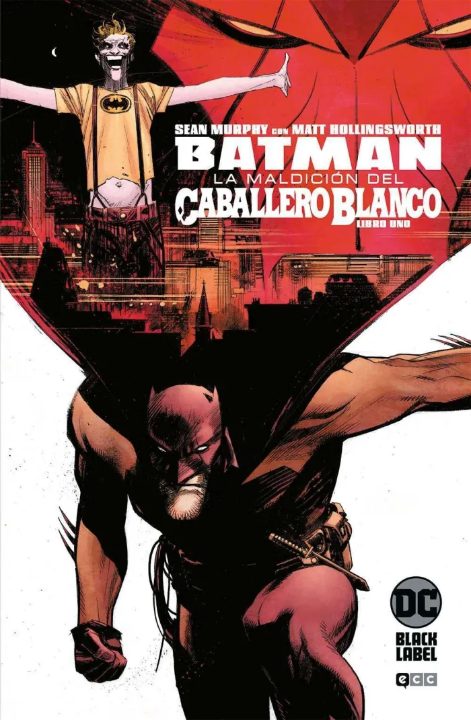 SEAN MURPHY CON MATT HOLLINGSWORTH
BATMAN
LA MALDICIÓN DEL
CABALLERO BLANCO
LIBRO UNO
DC
BLACK
LABEL
ecc